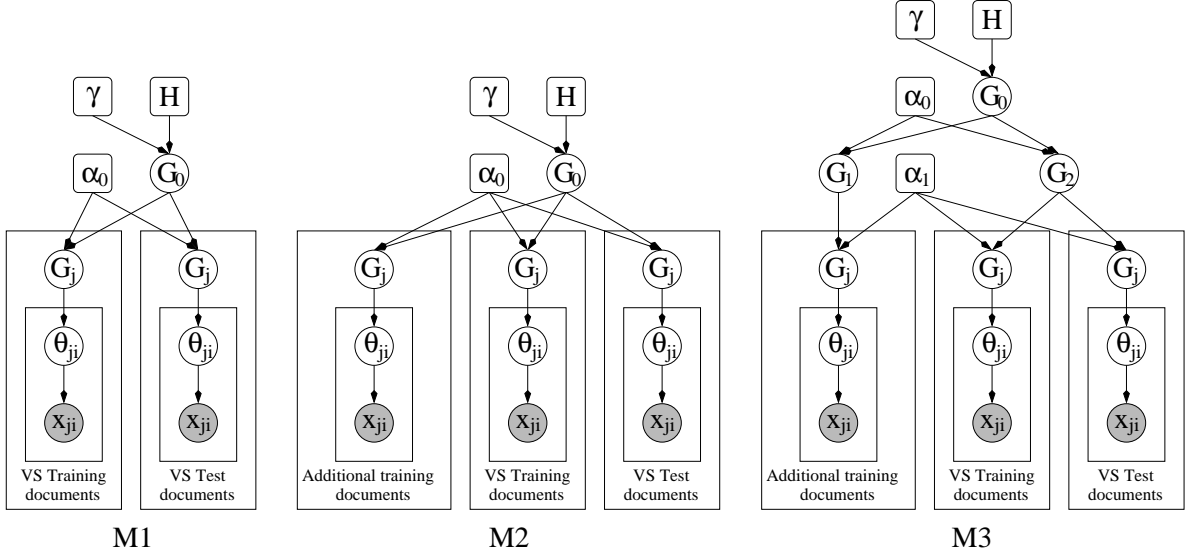 γ H
γ H γ H α₀ G₀
α₀ G₀ α₀ G₀ G₁ α₁ G₂
Gⱼ Gⱼ Gⱼ Gⱼ Gⱼ Gⱼ Gⱼ Gⱼ
θⱼᵢ θⱼᵢ θⱼᵢ θⱼᵢ θⱼᵢ θⱼᵢ θⱼᵢ θⱼᵢ
xⱼᵢ xⱼᵢ xⱼᵢ xⱼᵢ xⱼᵢ xⱼᵢ xⱼᵢ xⱼᵢ
VS Training
documents
VS Test
documents
Additional training
documents
VS Training
documents
VS Test
documents
Additional training
documents
VS Training
documents
VS Test
documents
M1 M2 M3